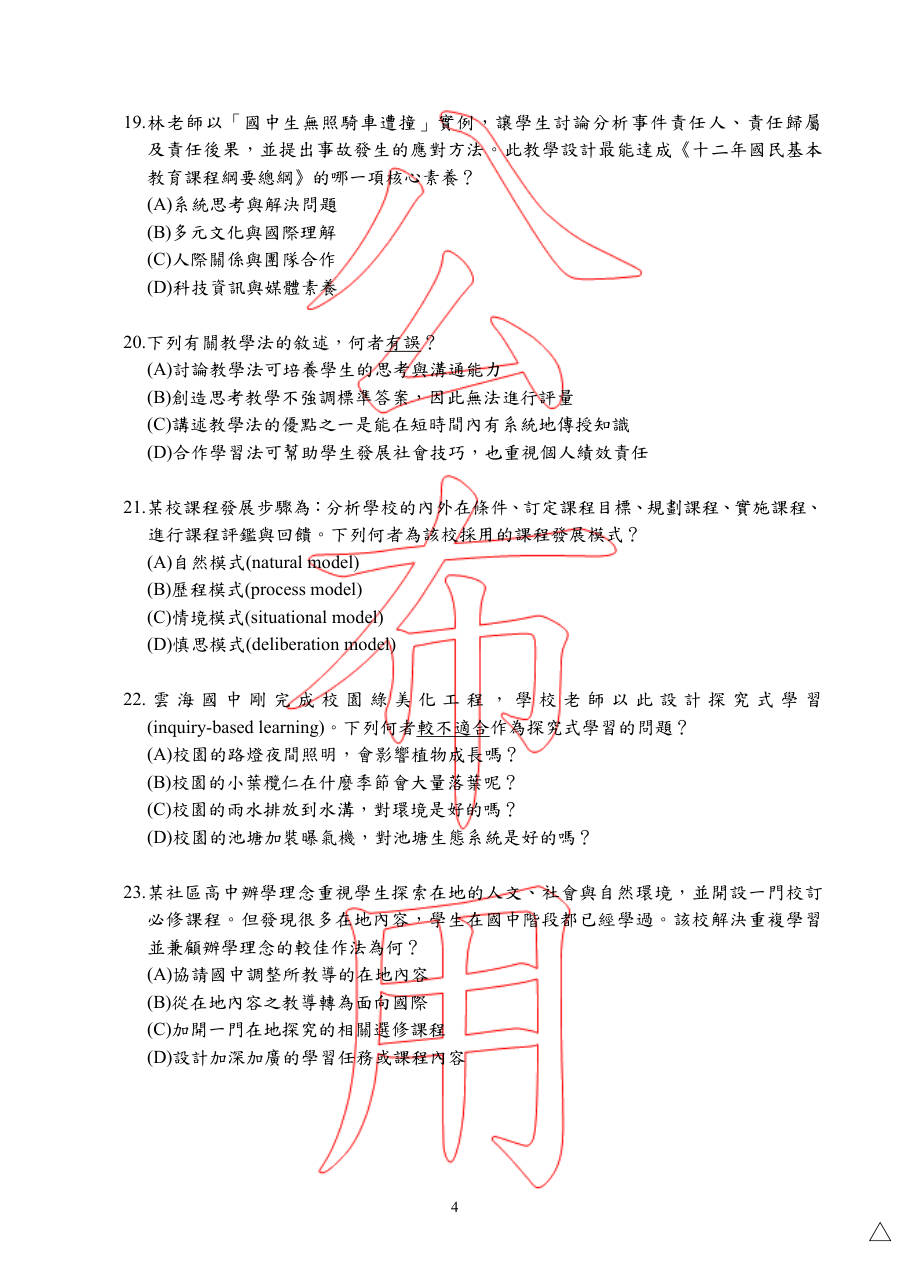 19.林老師以「國中生無照騎車遭撞」實例，讓學生討論分析事件責任人、責任歸屬
及責任後果，並提出事故發生的應對方法。此教學設計最能達成《十二年國民基本
教育課程綱要總綱》的哪一項核心素養？
(A)系統思考與解決問題
(B)多元文化與國際理解
(C)人際關係與團隊合作
(D)科技資訊與媒體素養
20.下列有關教學法的敘述，何者有誤？
(A)討論教學法可培養學生的思考與溝通能力
(B)創造思考教學不強調標準答案，因此無法進行評量
(C)講述教學法的優點之一是能在短時間內有系統地傳授知識
(D)合作學習法可幫助學生發展社會技巧，也重視個人績效責任
21.某校課程發展步驟為：分析學校的內外在條件、訂定課程目標、規劃課程、實施課程、
進行課程評鑑與回饋。下列何者為該校採用的課程發展模式？
(A)自然模式(natural model)
(B)歷程模式(process model)
(C)情境模式(situational model)
(D)慎思模式(deliberation model)
22. 雲海國中剛完成校園綠美化工程，學校老師以此設計探究式學習
(inquiry-based learning)。下列何者較不適合作為探究式學習的問題？
(A)校園的路燈夜間照明，會影響植物成長嗎？
(B)校園的小葉欖仁在什麼季節會大量落葉呢？
(C)校園的雨水排放到水溝，對環境是好的嗎？
(D)校園的池塘加裝曝氣機，對池塘生態系統是好的嗎？
23.某社區高中辦學理念重視學生探索在地的人文、社會與自然環境，並開設一門校訂
必修課程。但發現很多在地內容，學生在國中階段都已經學過。該校解決重複學習
並兼顧辦學理念的較佳作法為何？
(A)協請國中調整所教導的在地內容
(B)從在地內容之教導轉為面向國際
(C)加開一門在地探究的相關選修課程
(D)設計加深加廣的學習任務或課程內容
公布用
4